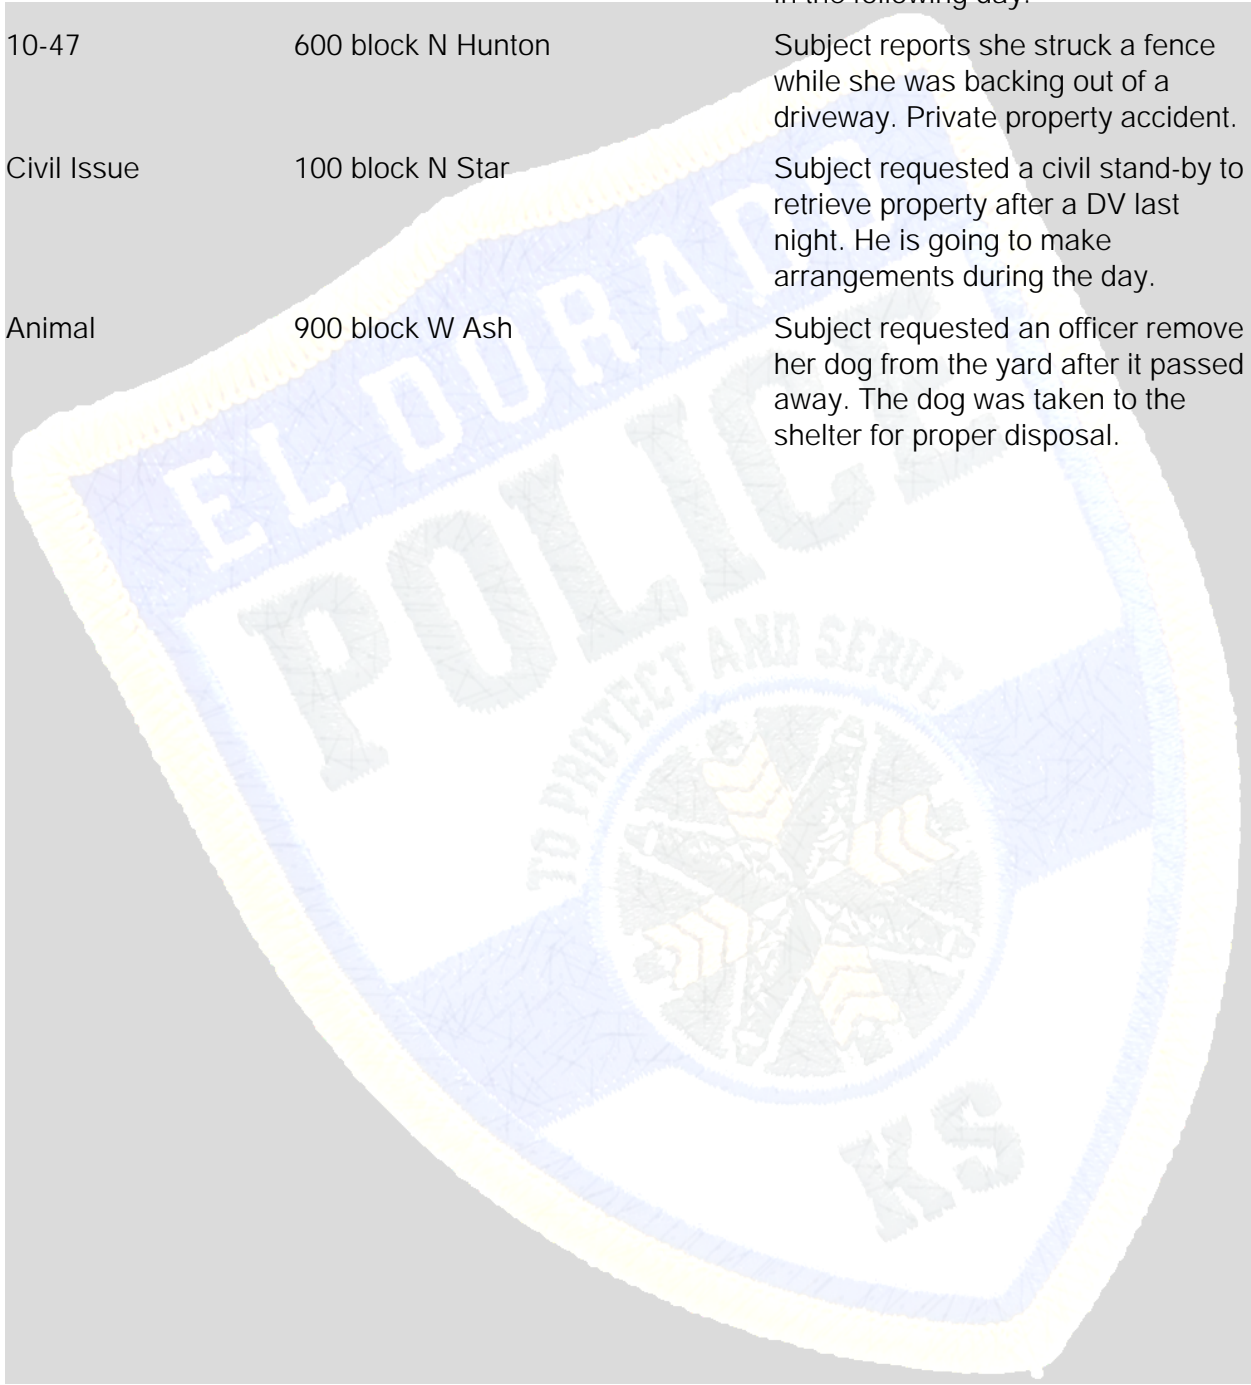 in the following day.
10-47 600 block N Hunton Subject reports she struck a fence
while she was backing out of a
driveway. Private property accident.
Civil Issue 100 block N Star Subject requested a civil stand-by to
retrieve property after a DV last
night. He is going to make
arrangements during the day.
Animal 900 block W Ash Subject requested an officer remove
her dog from the yard after it passed
away. The dog was taken to the
shelter for proper disposal.
EL DORADO
POLICE
TO PROTECT AND SERVE
KS